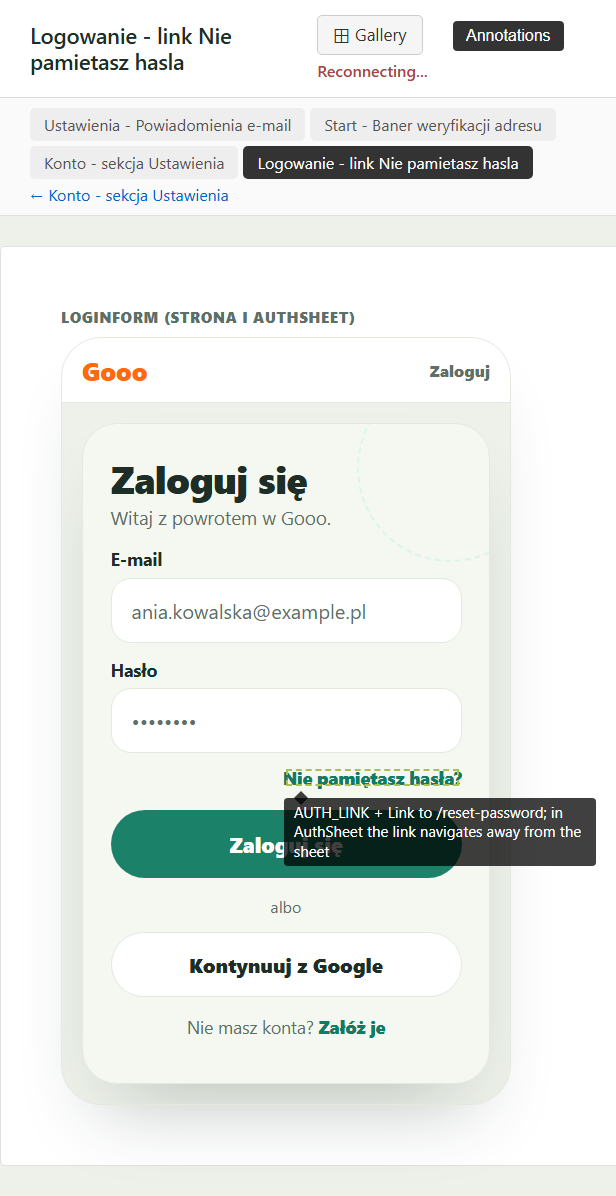 Logowanie - link Nie
pamietasz hasla
Gallery
Annotations
Reconnecting...
Ustawienia - Powiadomienia e-mail
Start - Baner weryfikacji adresu
Konto - sekcja Ustawienia
Logowanie - link Nie pamietasz hasla
← Konto - sekcja Ustawienia
LOGINFORM (STRONA I AUTHSHEET)
Gooo
Zaloguj
Zaloguj się
Witaj z powrotem w Gooo.
E-mail
ania.kowalska@example.pl
Hasło
••••••••
Nie pamiętasz hasła?
AUTH_LINK + Link to /reset-password; in
AuthSheet the link navigates away from the
sheet
Zaloguj się
albo
Kontynuuj z Google
Nie masz konta? Załóż je